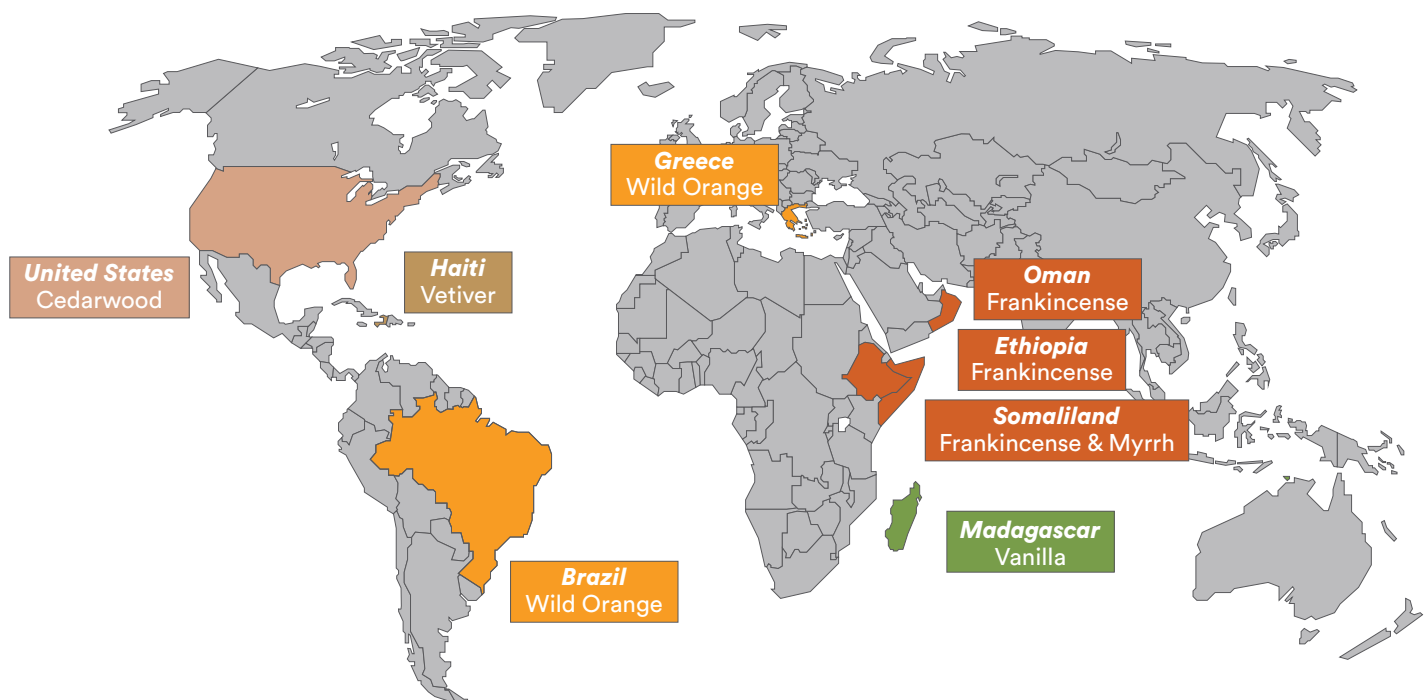 Greece
Wild Orange
United States
Cedarwood
Haiti
Vetiver
Oman
Frankincense
Ethiopia
Frankincense
Somaliland
Frankincense & Myrrh
Madagascar
Vanilla
Brazil
Wild Orange